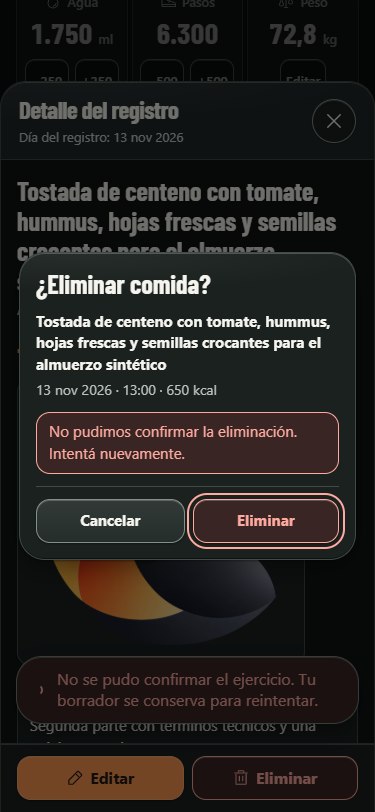 Agua Pasos Peso
1.750 ml 6.300 72,8 kg
Editar
Detalle del registro
Día del registro: 13 nov 2026
Tostada de centeno con tomate,
hummus, hojas frescas y semillas
crocantes para el almuerzo
¿Eliminar comida?
Tostada de centeno con tomate, hummus,
hojas frescas y semillas crocantes para el
almuerzo sintético
13 nov 2026 · 13:00 · 650 kcal
No pudimos confirmar la eliminación.
Intentá nuevamente.
Cancelar Eliminar
No se pudo confirmar el ejercicio. Tu
borrador se conserva para reintentar.
Segunda parte con términos técnicos y una
Editar Eliminar